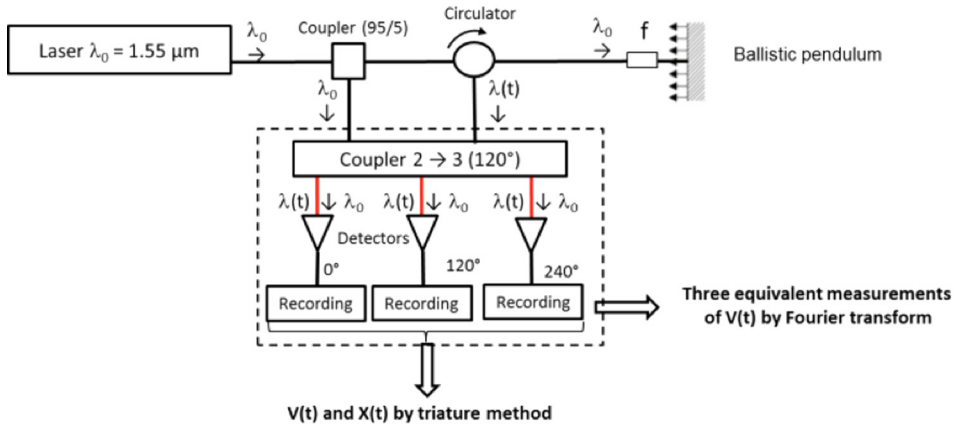 Circulator
Coupler (95/5)
λ₀
λ₀
f
Laser λ₀ = 1.55 µm
Ballistic pendulum
λ₀
λ(t)
Coupler 2 → 3 (120°)
λ(t) λ₀ λ(t) λ₀ λ(t) λ₀
Detectors
0° 120° 240°
Recording Recording Recording
Three equivalent measurements
of V(t) by Fourier transform
V(t) and X(t) by triature method